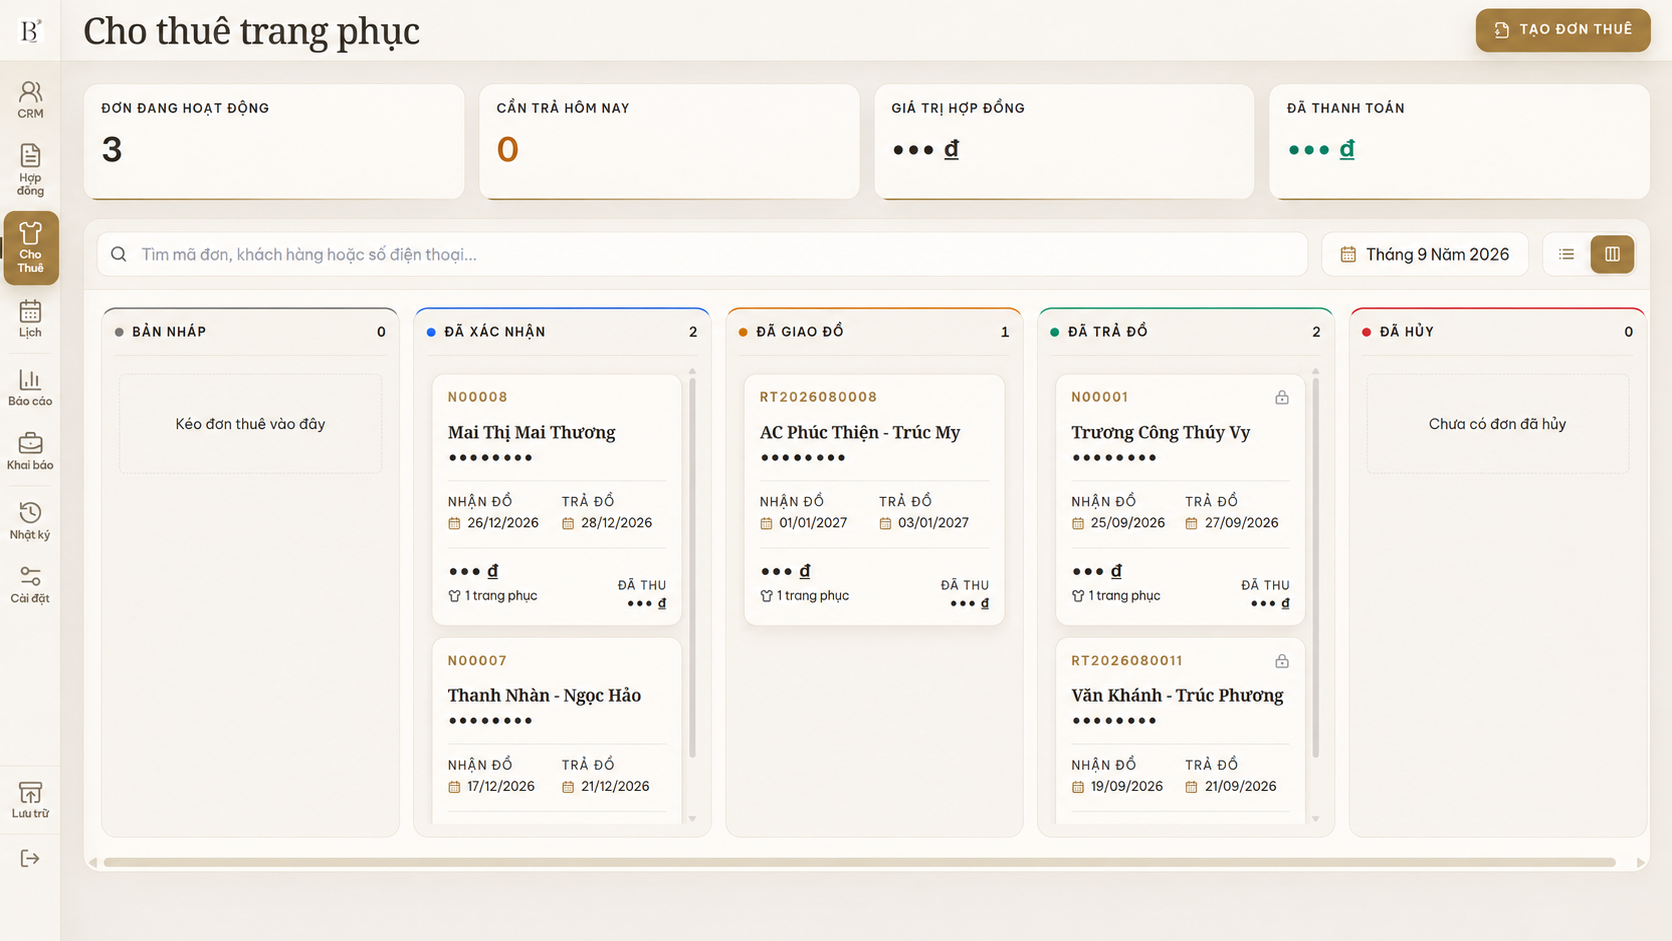 B
Cho thuê trang phục
TẠO ĐƠN THUÊ
CRM
Hợp
đồng
Cho
Thuê
Lịch
Báo cáo
Khai báo
Nhật ký
Cài đặt
Lưu trữ
ĐƠN ĐANG HOẠT ĐỘNG
3
CẦN TRẢ HÔM NAY
0
GIÁ TRỊ HỢP ĐỒNG
••• ₫
ĐÃ THANH TOÁN
••• ₫
Tìm mã đơn, khách hàng hoặc số điện thoại...
Tháng 9 Năm 2026
BẢN NHÁP 0
Kéo đơn thuê vào đây
ĐÃ XÁC NHẬN 2
N00008
Mai Thị Mai Thương
••••••••
NHẬN ĐỒ TRẢ ĐỒ
26/12/2026 28/12/2026
••• ₫
1 trang phục
ĐÃ THU
••• ₫
N00007
Thanh Nhàn - Ngọc Hảo
••••••••
NHẬN ĐỒ TRẢ ĐỒ
17/12/2026 21/12/2026
ĐÃ GIAO ĐỒ 1
RT2026080008
AC Phúc Thiện - Trúc My
••••••••
NHẬN ĐỒ TRẢ ĐỒ
01/01/2027 03/01/2027
••• ₫
1 trang phục
ĐÃ THU
••• ₫
ĐÃ TRẢ ĐỒ 2
N00001
Trương Công Thúy Vy
••••••••
NHẬN ĐỒ TRẢ ĐỒ
25/09/2026 27/09/2026
••• ₫
1 trang phục
ĐÃ THU
••• ₫
RT2026080011
Văn Khánh - Trúc Phương
••••••••
NHẬN ĐỒ TRẢ ĐỒ
19/09/2026 21/09/2026
ĐÃ HỦY 0
Chưa có đơn đã hủy